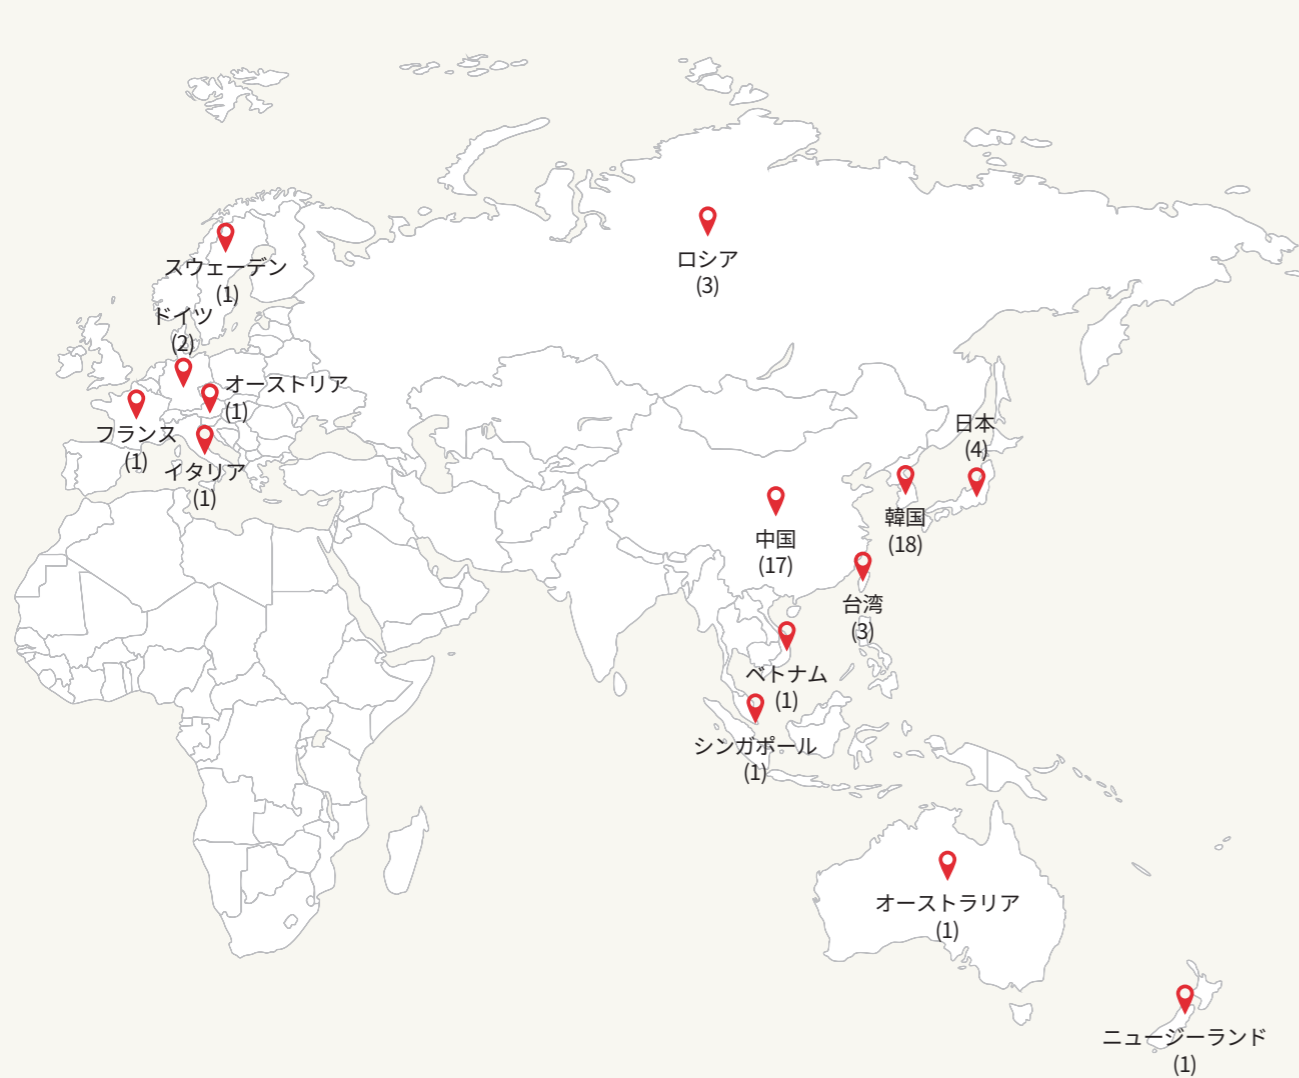 ロシア
(3)
スウェーデン
(1)
ドイツ
(2)
オーストリア
(1)
フランス
(1)
イタリア
(1)
日本
(4)
韓国
(18)
中国
(17)
台湾
(3)
ベトナム
(1)
シンガポール
(1)
オーストラリア
(1)
ニュージーランド
(1)